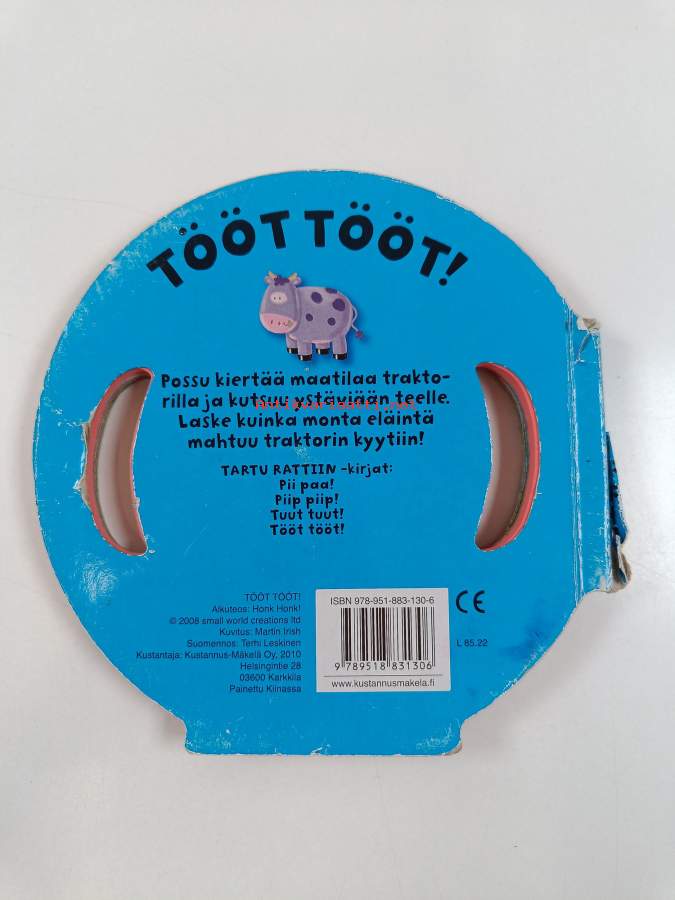 TÖÖT TÖÖT!
Possu kiertää maatilaa trakto-
rilla ja kutsuu ystäviään teelle.
Laske kuinka monta eläintä
mahtuu traktorin kyytiin!
TARTU RATTIIN -kirjat:
Pii paa!
Piip piip!
Tuut tuut!
Tööt tööt!
TÖÖT TÖÖT!
Alkuteos: Honk Honk!
© 2008 small world creations ltd
Kuvitus: Martin Irish
Suomennos: Terhi Leskinen
Kustantaja: Kustannus-Mäkelä Oy, 2010
Helsingintie 28
03600 Karkkila
Painettu Kiinassa
ISBN 978-951-883-130-6
9 789518 831306
www.kustannusmakela.fi
CE
L 85.22